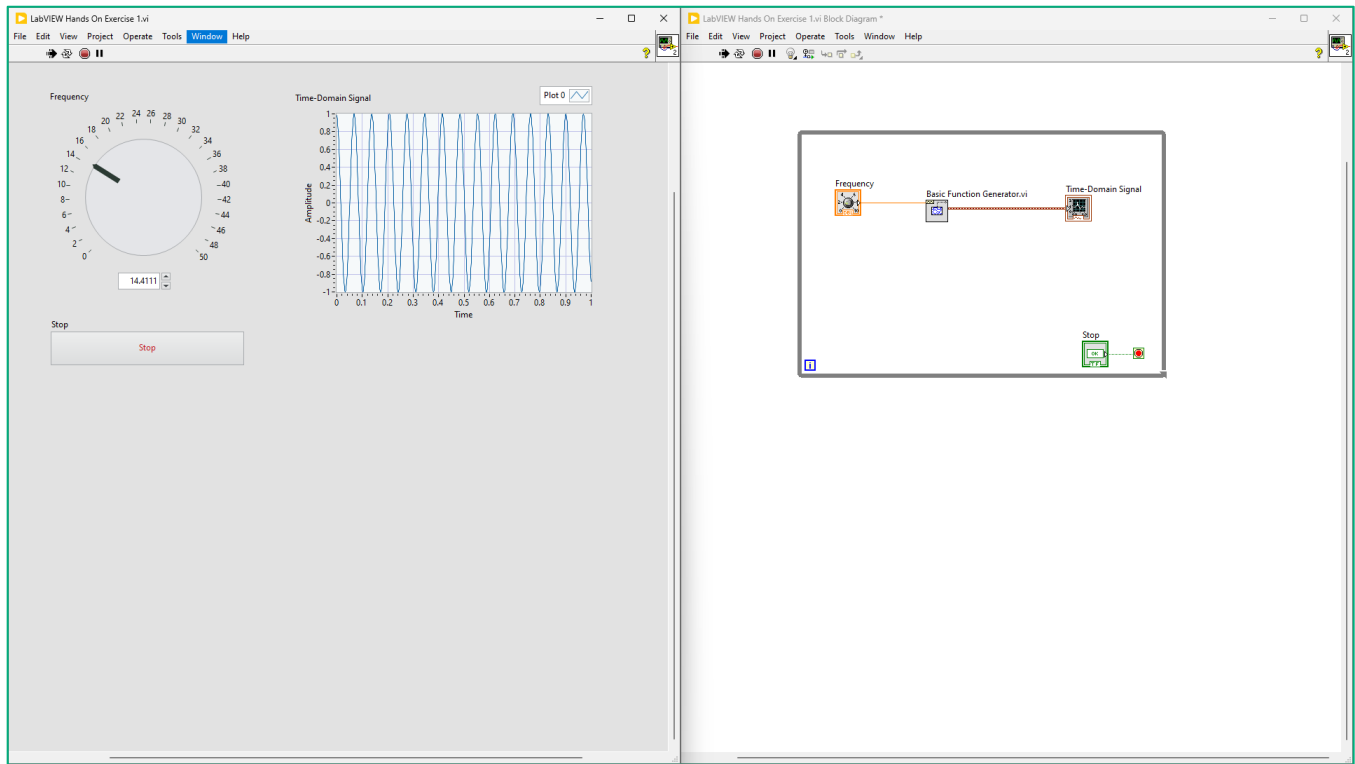 LabVIEW Hands On Exercise 1.vi
File Edit View Project Operate Tools Window Help
?
2
Frequency
0
2
4
6
8
10
12
14
16
18
20
22
24
26
28
30
32
34
36
38
40
42
44
46
48
50
14.4111
Stop
Stop
Time-Domain Signal
Plot 0
Amplitude
1
0.8
0.6
0.4
0.2
0
-0.2
-0.4
-0.6
-0.8
-1
0 0.1 0.2 0.3 0.4 0.5 0.6 0.7 0.8 0.9 1
Time
LabVIEW Hands On Exercise 1.vi Block Diagram *
File Edit View Project Operate Tools Window Help
?
2
Frequency
Basic Function Generator.vi
Time-Domain Signal
Stop
OK
TF
i